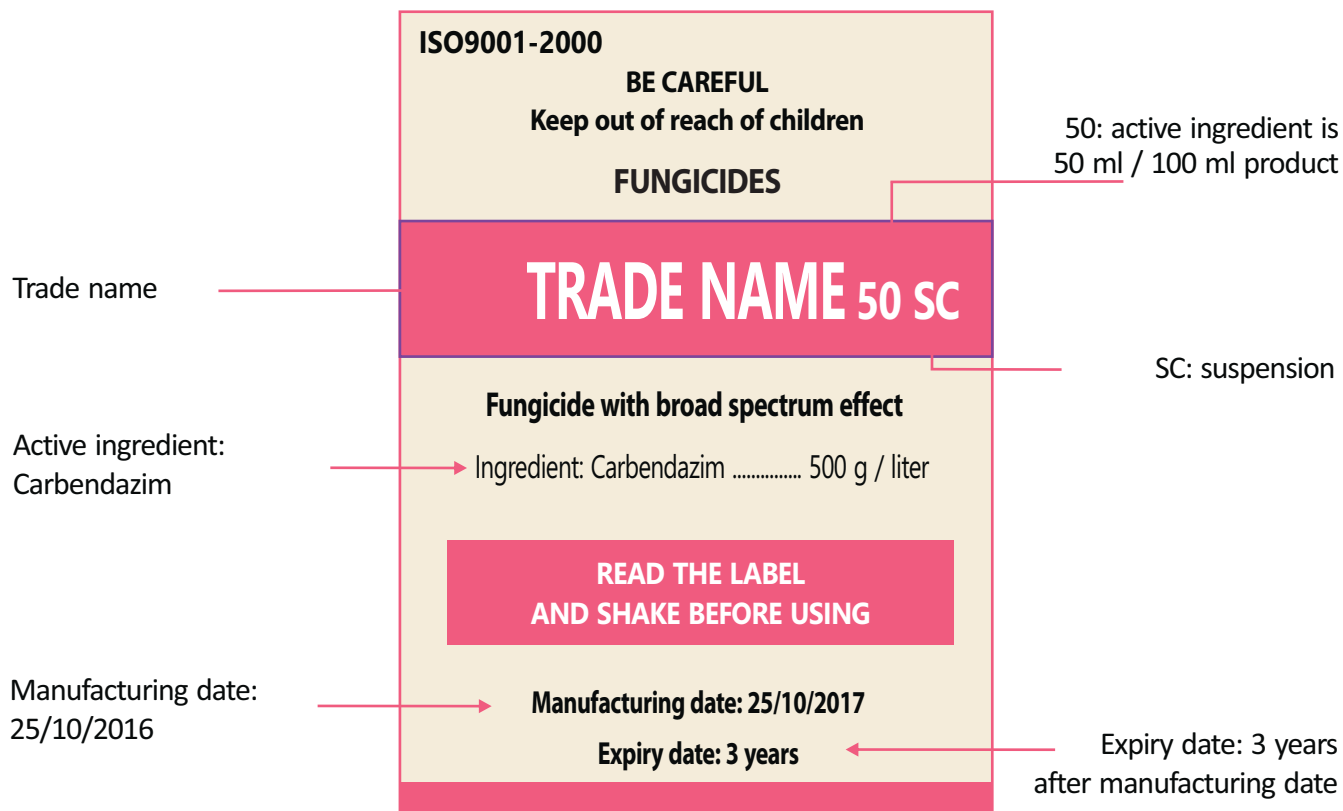 ISO9001-2000
BE CAREFUL
Keep out of reach of children
FUNGICIDES
50: active ingredient is
50 ml / 100 ml product
Trade name
TRADE NAME 50 SC
SC: suspension
Fungicide with broad spectrum effect
Active ingredient:
Carbendazim
Ingredient: Carbendazim .............. 500 g / liter
READ THE LABEL
AND SHAKE BEFORE USING
Manufacturing date:
25/10/2016
Manufacturing date: 25/10/2017
Expiry date: 3 years
Expiry date: 3 years
after manufacturing date